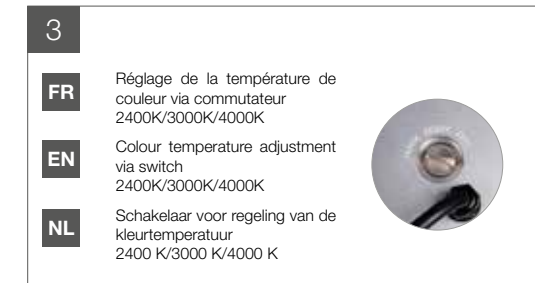 3
FR
Réglage de la température de
couleur via commutateur
2400K/3000K/4000K
EN
Colour temperature adjustment
via switch
2400K/3000K/4000K
NL
Schakelaar voor regeling van de
kleurtemperatuur
2400 K/3000 K/4000 K